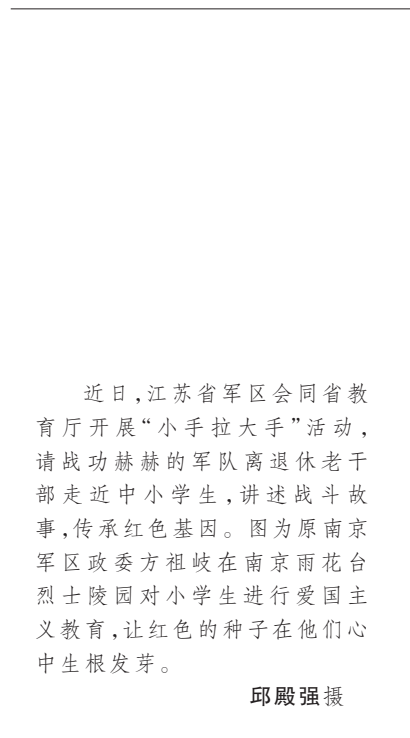 近日,江苏省军区会同省教
育厅开展“小手拉大手”活动,
请战功赫赫的军队离退休老干
部走近中小学生,讲述战斗故
事,传承红色基因。图为原南京
军区政委方祖岐在南京雨花台
烈士陵园对小学生进行爱国主
义教育,让红色的种子在他们心
中生根发芽。
邱殿强摄